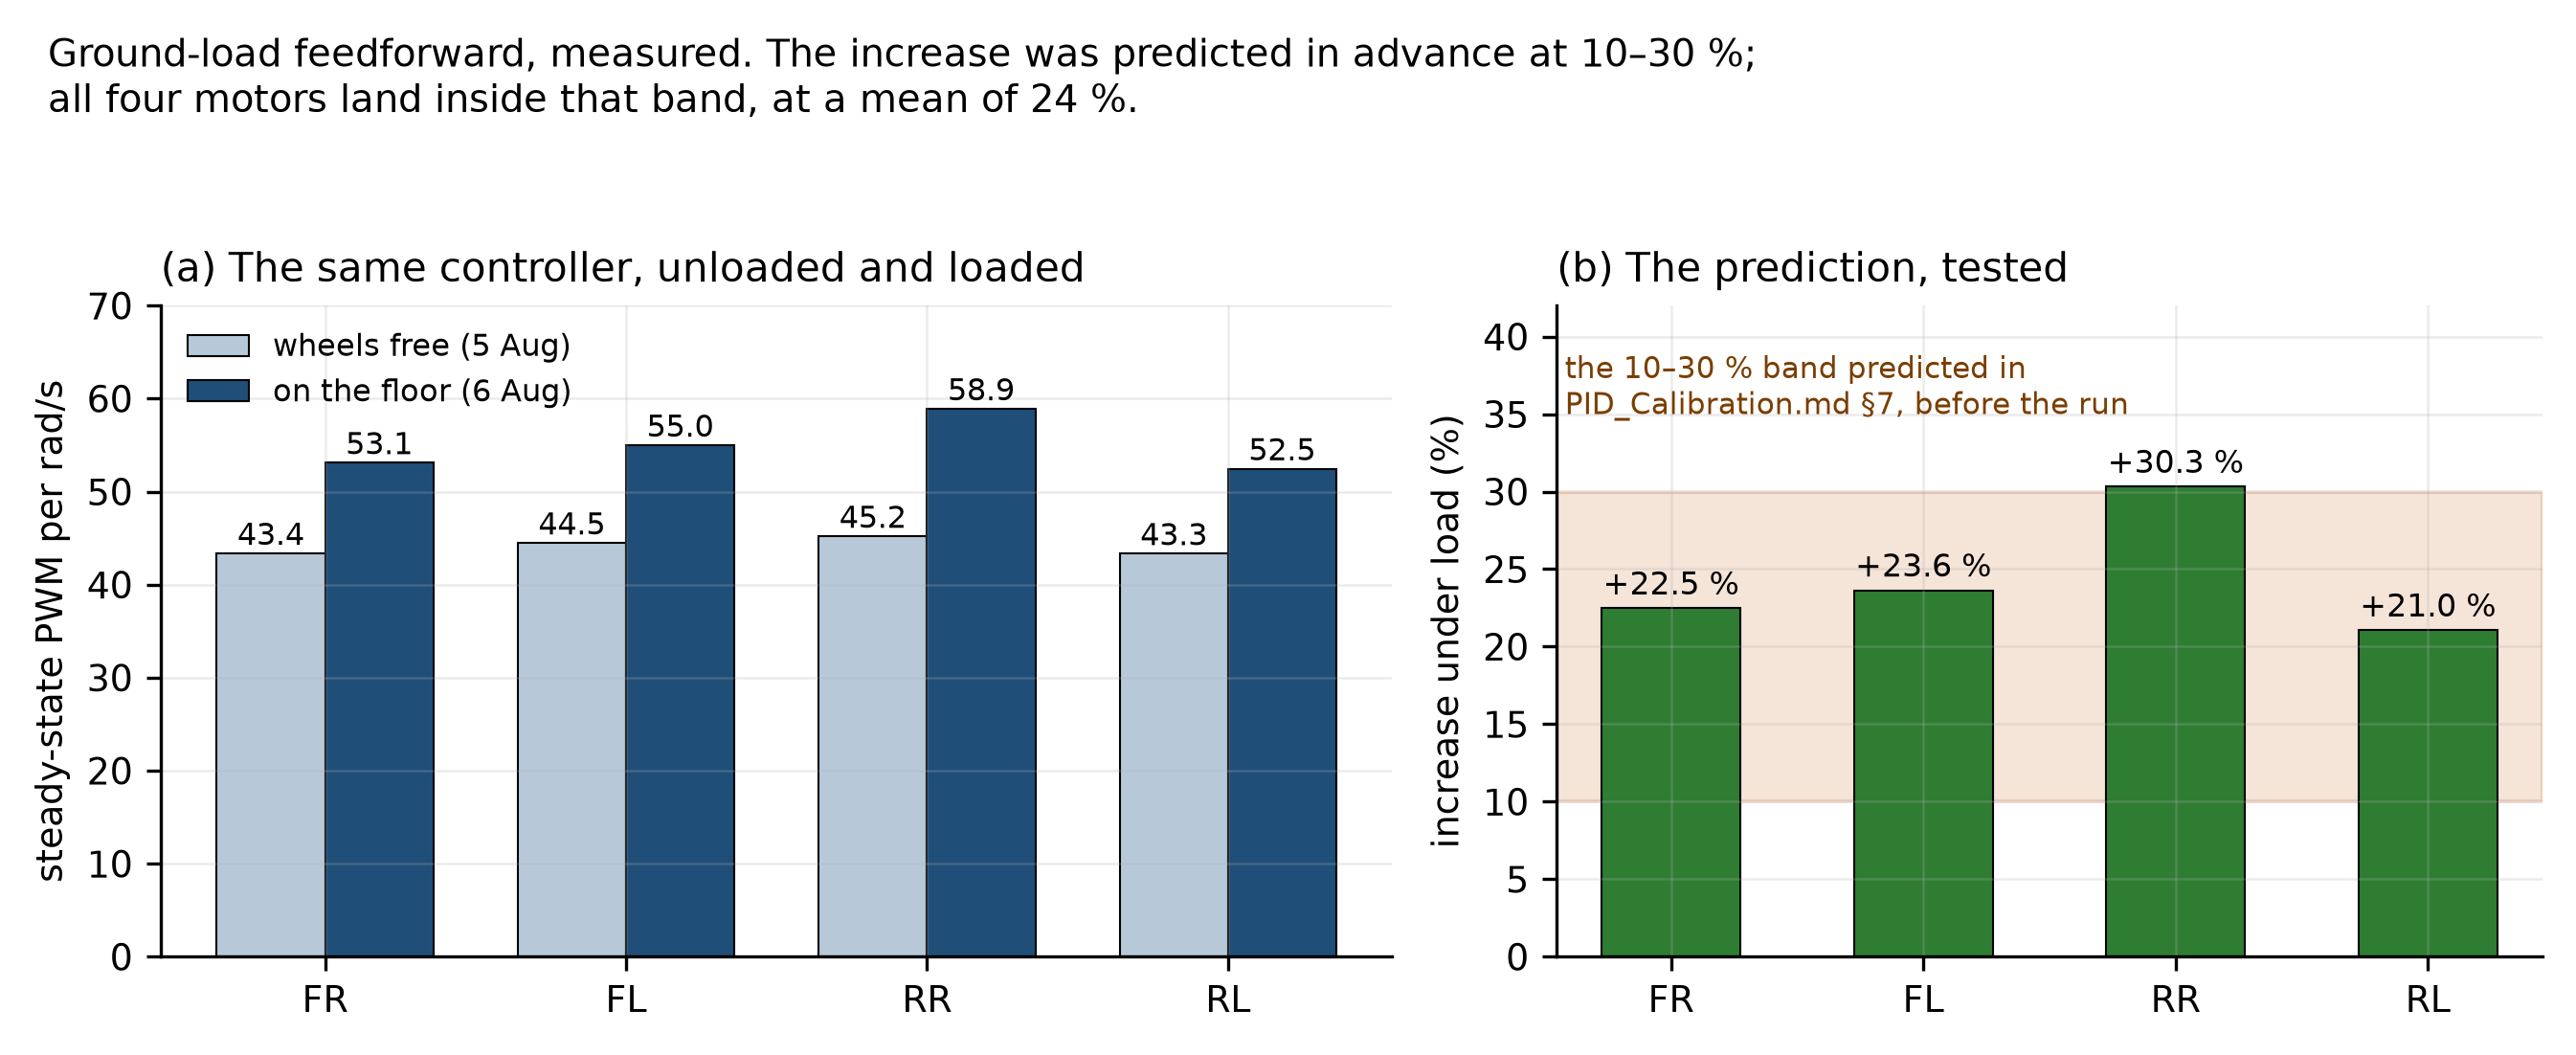 Ground-load feedforward, measured. The increase was predicted in advance at 10–30 %;
all four motors land inside that band, at a mean of 24 %.
(a) The same controller, unloaded and loaded
steady-state PWM per rad/s
70
60
50
40
30
20
10
0
wheels free (5 Aug)
on the floor (6 Aug)
43.4
53.1
44.5
55.0
45.2
58.9
43.3
52.5
FR
FL
RR
RL
(b) The prediction, tested
increase under load (%)
40
35
30
25
20
15
10
5
0
the 10–30 % band predicted in
PID_Calibration.md §7, before the run
+22.5 %
+23.6 %
+30.3 %
+21.0 %
FR
FL
RR
RL